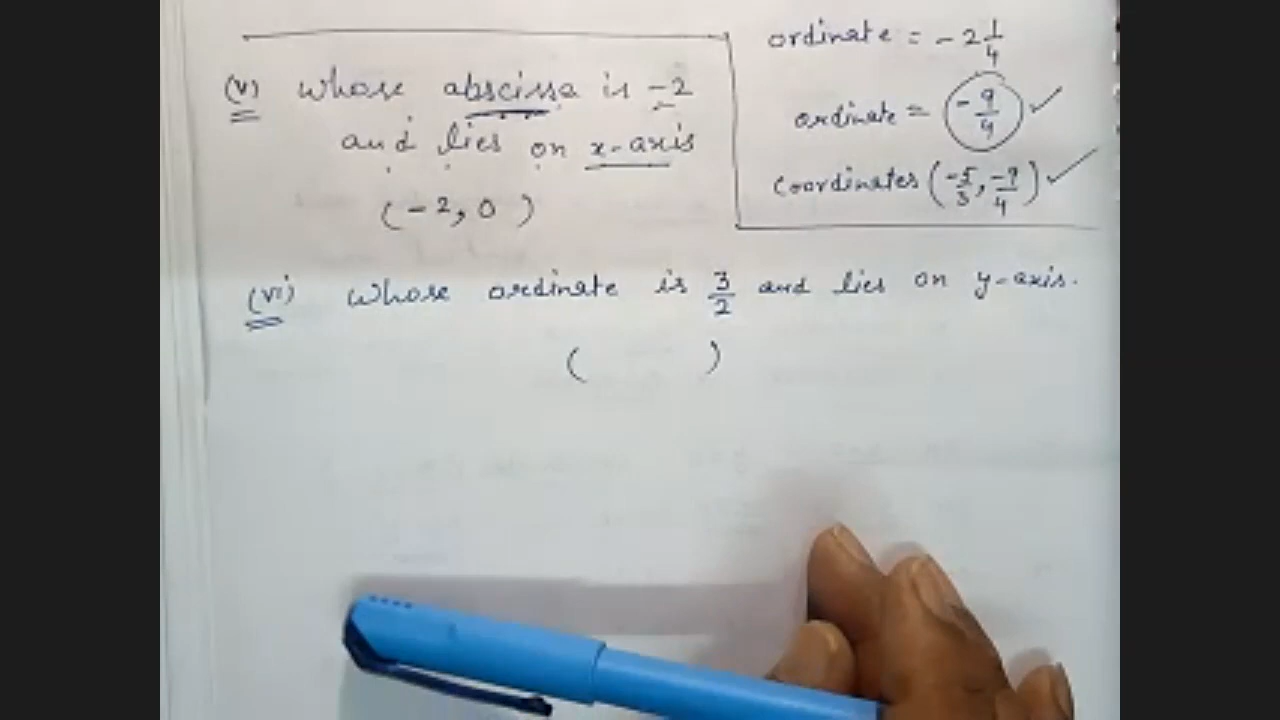 ordinate = -2 1/4
ordinate = -9/4 ✓
coordinates (-5/3, -9/4) ✓
(v) whose abscissa is -2
and lies on x-axis
(-2, 0 )
(vi) whose ordinate is 3/2 and lies on y-axis.
( )